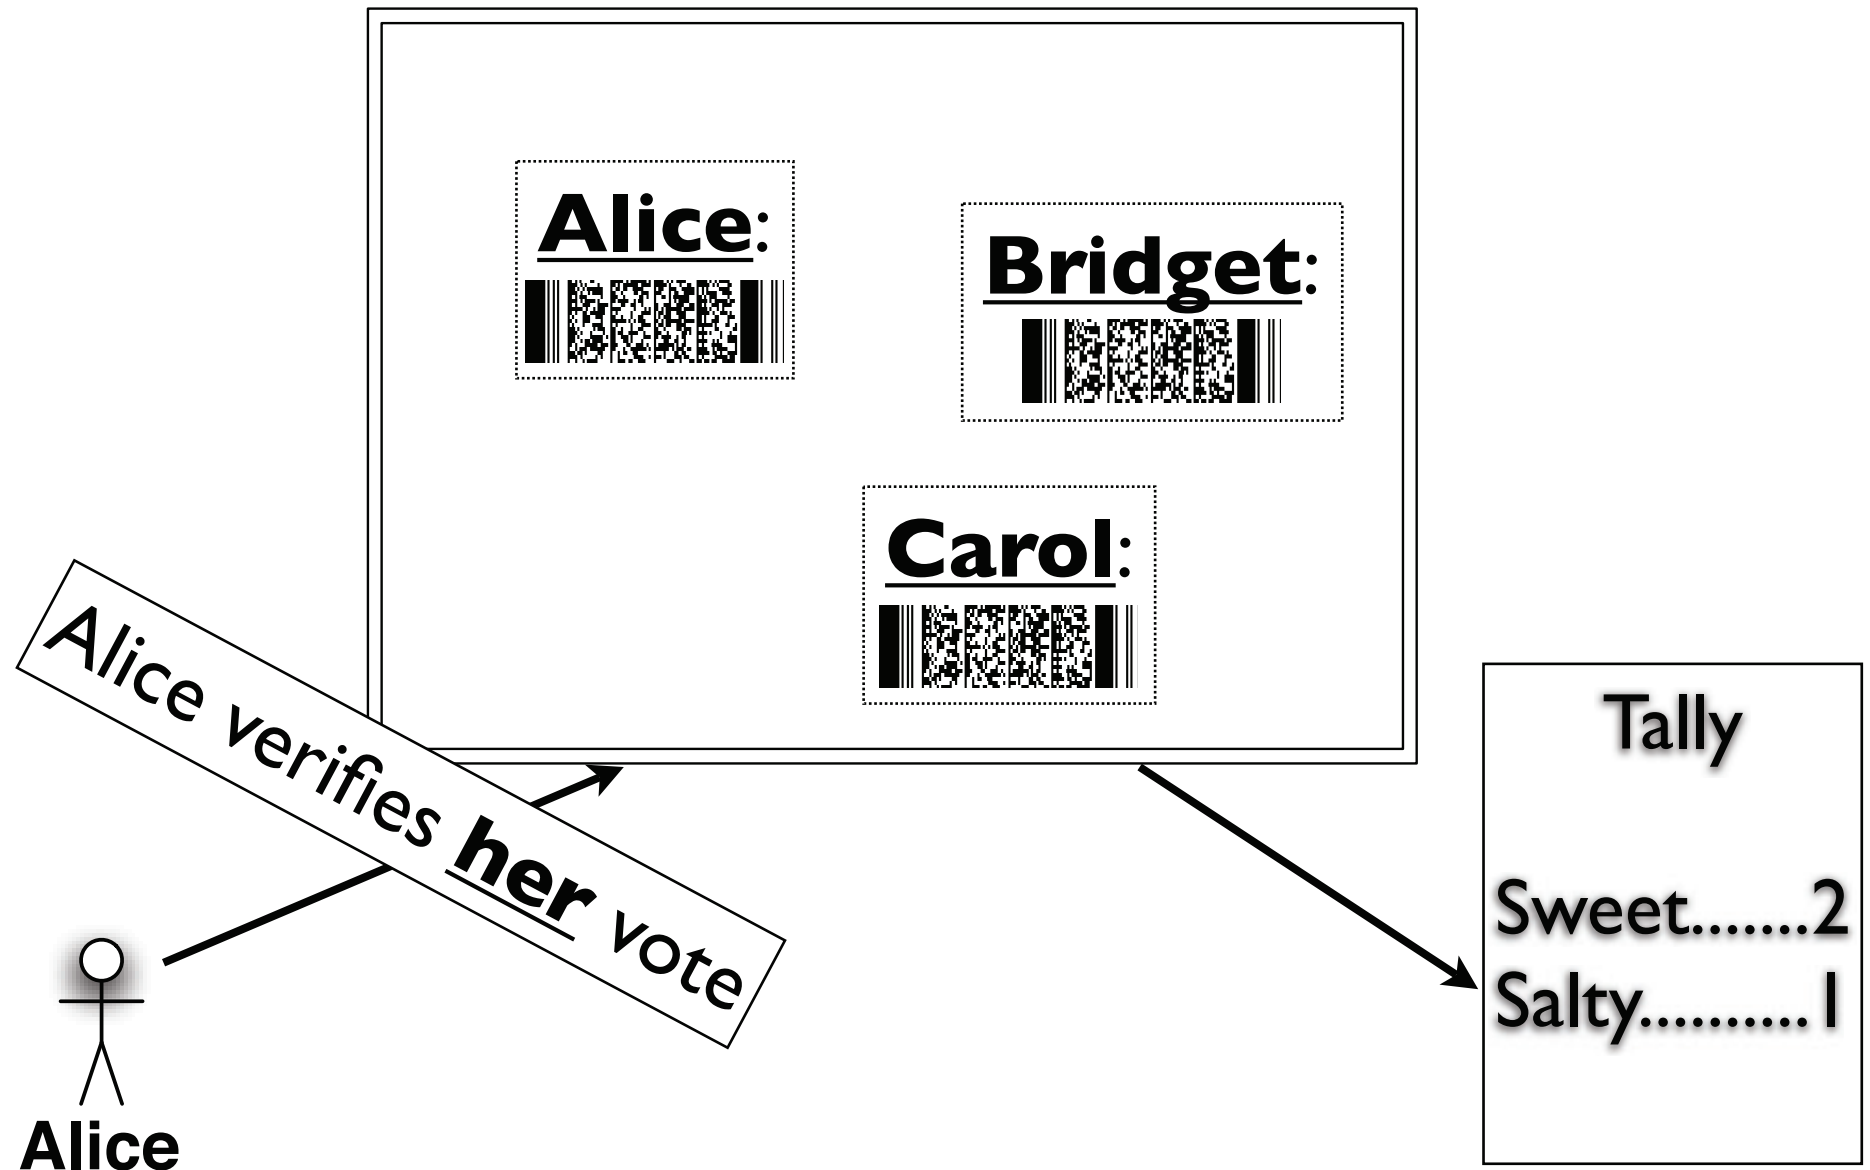 Alice:
Bridget:
Carol:
Alice verifies her vote
Alice
Tally
Sweet.......2
Salty..........1